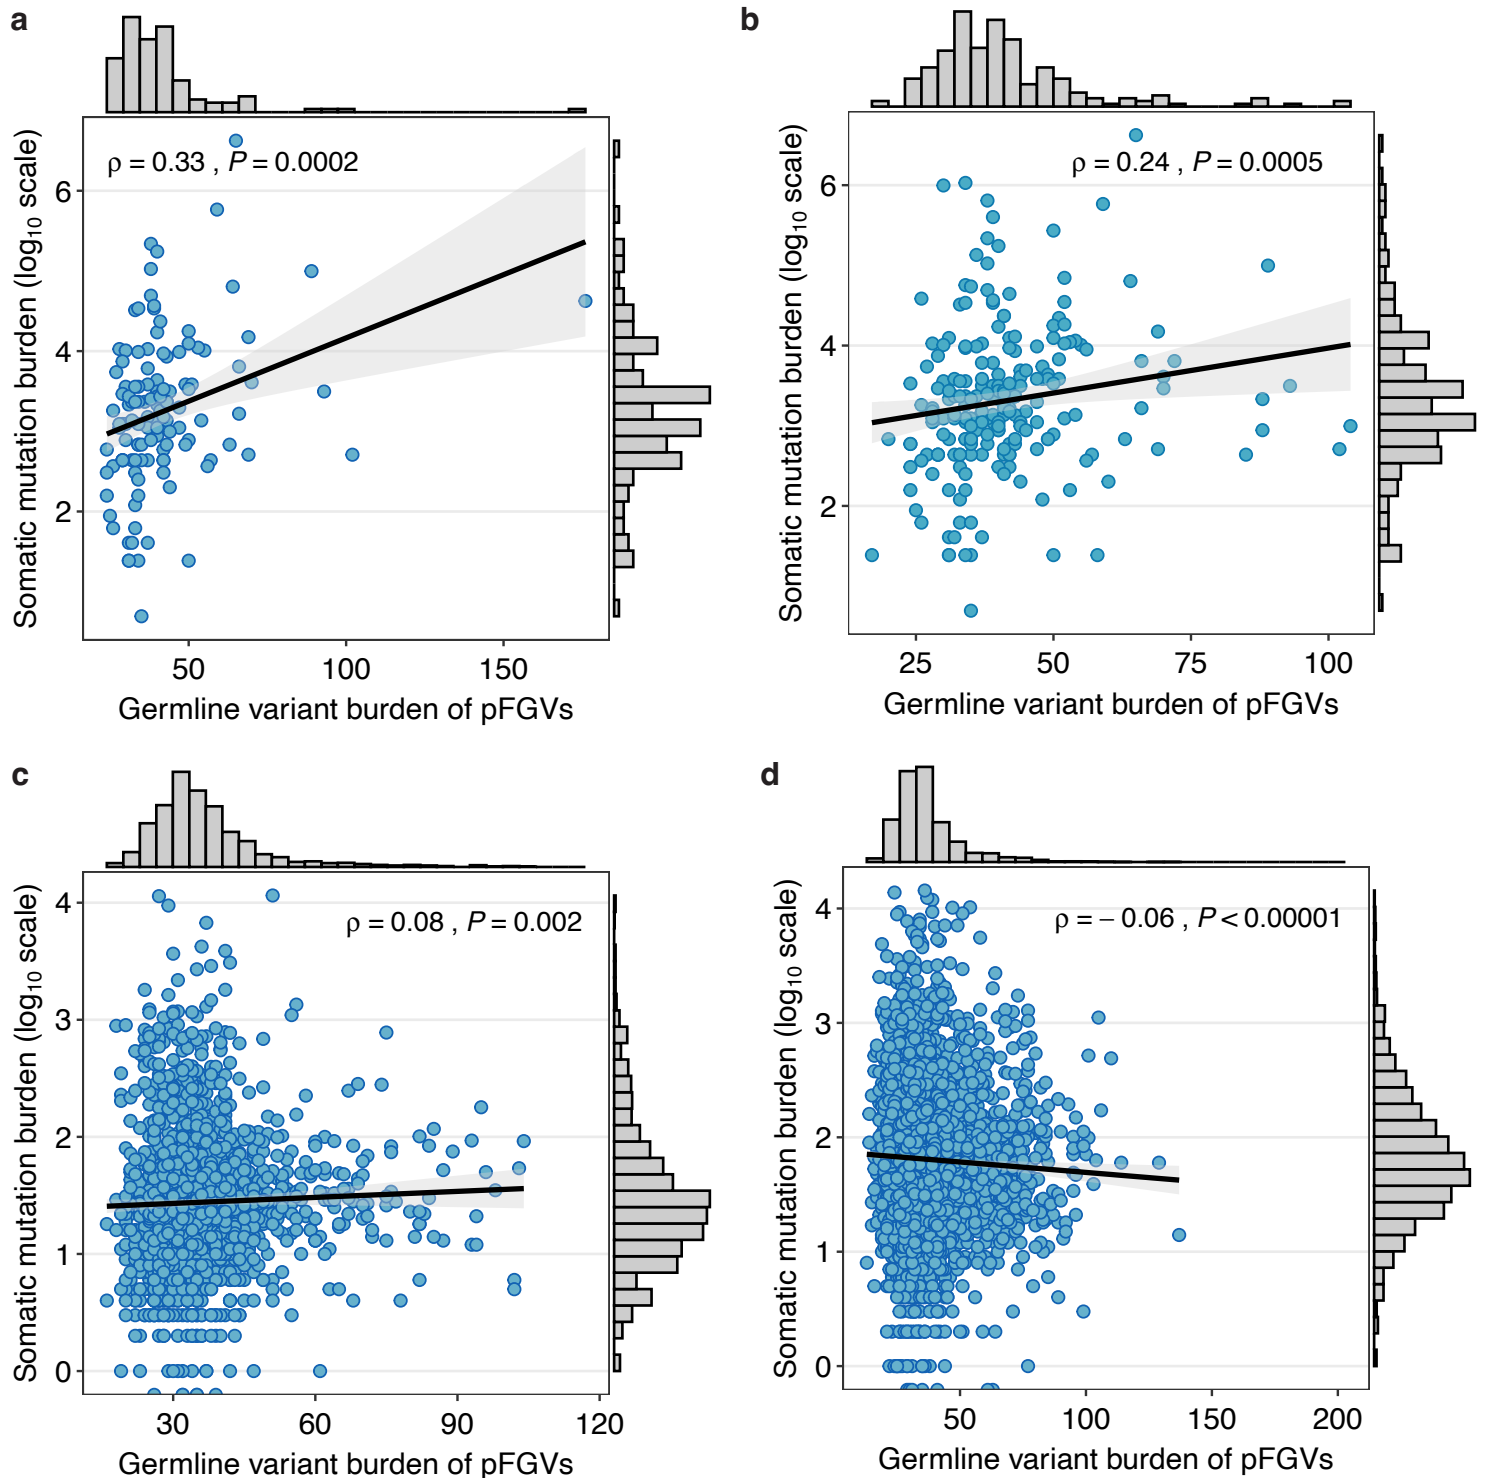 a
ρ = 0.33 , P = 0.0002
Somatic mutation burden (log10 scale)
6
4
2
50 100 150
Germline variant burden of pFGVs
b
ρ = 0.24 , P = 0.0005
Somatic mutation burden (log10 scale)
6
4
2
25 50 75 100
Germline variant burden of pFGVs
c
ρ = 0.08 , P = 0.002
Somatic mutation burden (log10 scale)
4
3
2
1
0
30 60 90 120
Germline variant burden of pFGVs
d
ρ = – 0.06 , P < 0.00001
Somatic mutation burden (log10 scale)
4
3
2
1
0
50 100 150 200
Germline variant burden of pFGVs